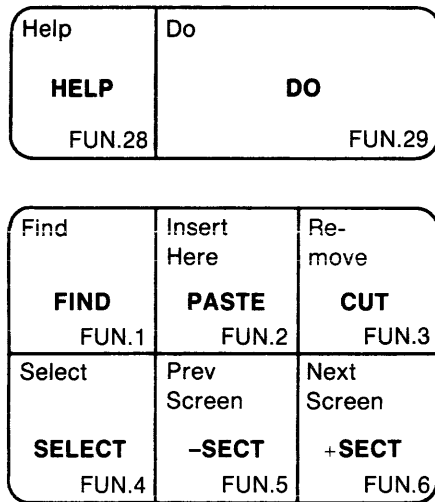 Help Do
HELP DO
FUN.28 FUN.29
Find Insert Re-
Here move
FIND PASTE CUT
FUN.1 FUN.2 FUN.3
Select Prev Next
Screen Screen
SELECT –SECT +SECT
FUN.4 FUN.5 FUN.6